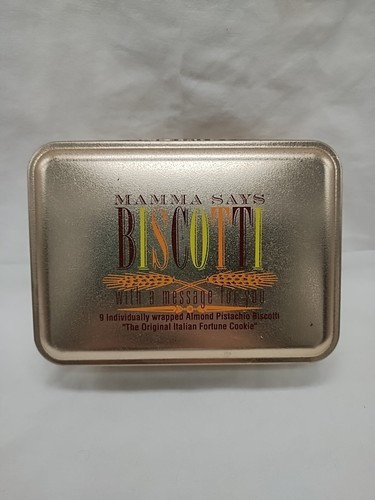 MAMMA SAYS
BISCOTTI
with a message for you
9 Individually wrapped Almond Pistachio Biscotti
"The Original Italian Fortune Cookie"